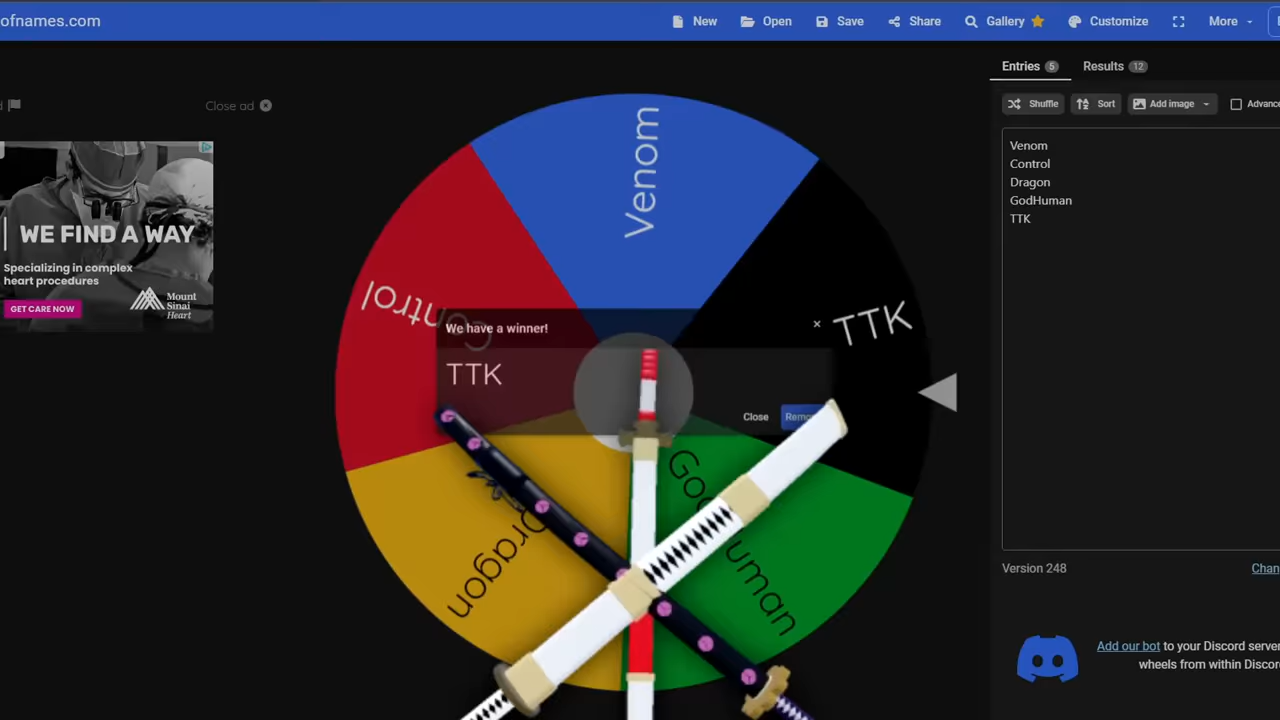 ofnames.com
New
Open
Save
Share
Gallery
Customize
More
Entries 5
Results 12
Close ad
Shuffle
Sort
Add image
Venom
Control
Dragon
GodHuman
TTK
WE FIND A WAY
Specializing in complex
heart procedures
GET CARE NOW
Mount
Sinai
Heart
Venom
TTK
Control
Dragon
We have a winner!
TTK
Close
Version 248
Add our bot to your Discord server
wheels from within